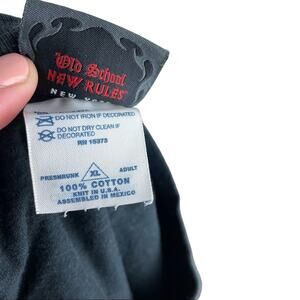 Old School
NEW RULES
NEW YORK
DO NOT IRON IF DECORATED
DO NOT DRY CLEAN IF
DECORATED
RN 15373
PRESHRUNK XL ADULT
100% COTTON
KNIT IN U.S.A.
ASSEMBLED IN MEXICO